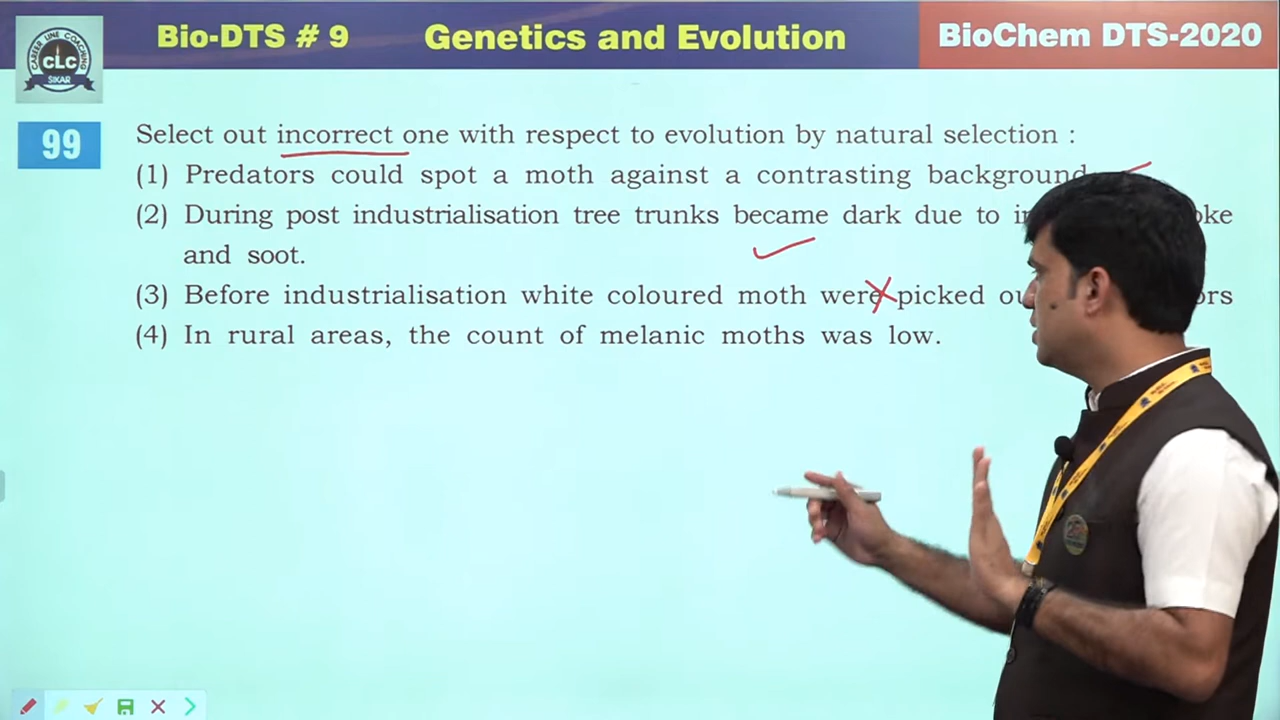 Bio-DTS # 9 Genetics and Evolution BioChem DTS-2020
CAREER LINE COACHING
CLC
SIKAR
99 Select out incorrect one with respect to evolution by natural selection :
(1) Predators could spot a moth against a contrasting background
(2) During post industrialisation tree trunks became dark due to
and soot.
(3) Before industrialisation white coloured moth were picked
(4) In rural areas, the count of melanic moths was low.